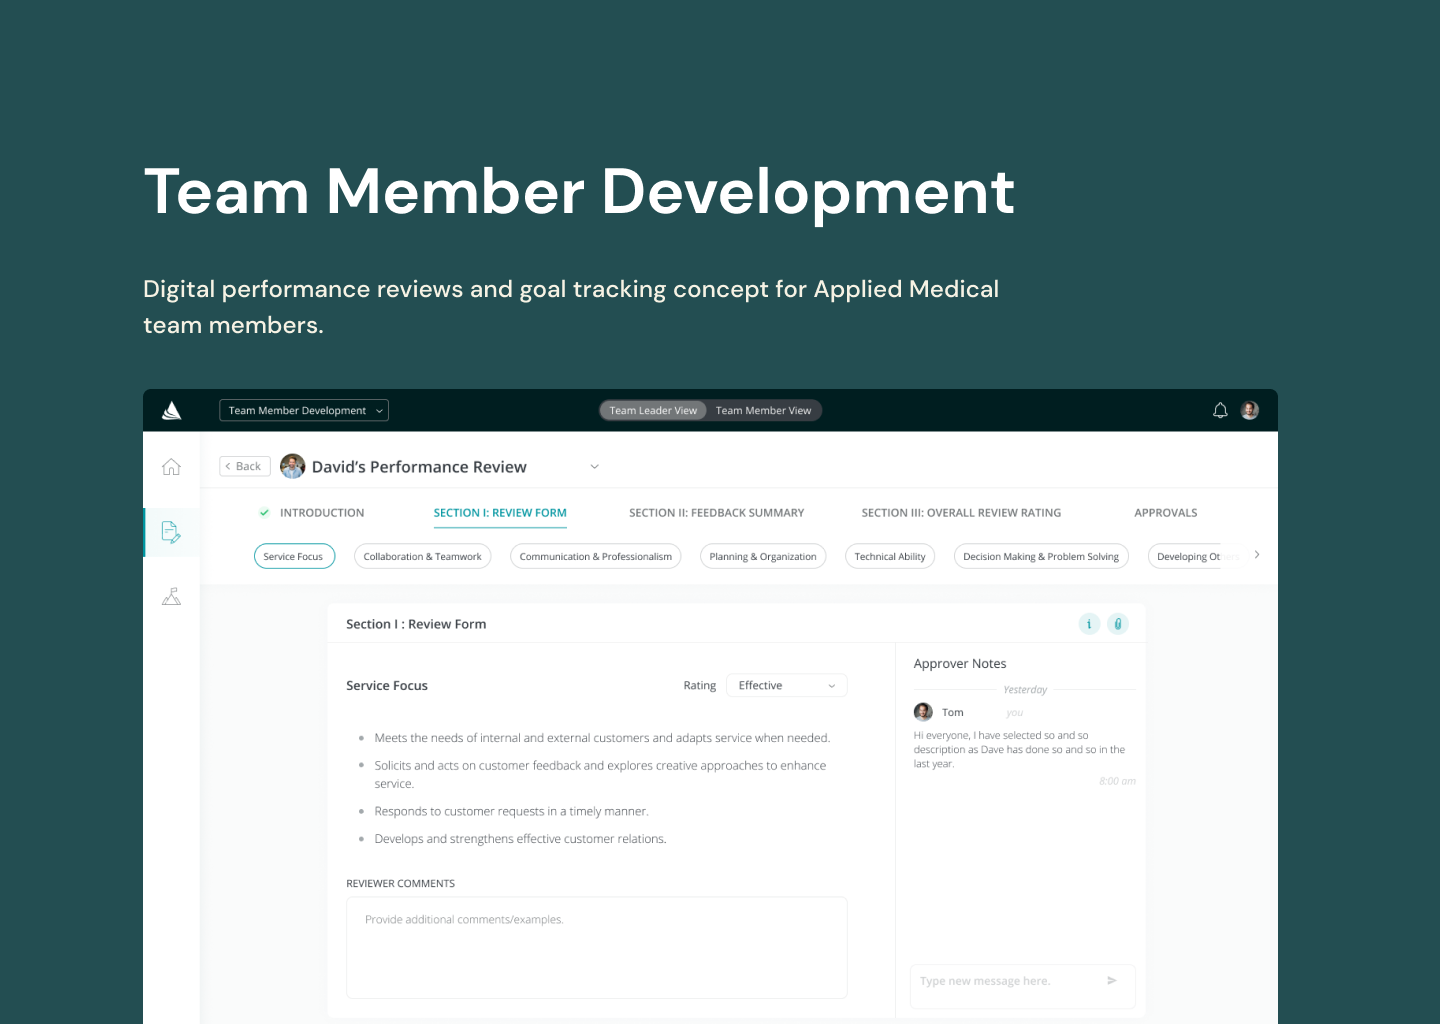 Team Member Development
Digital performance reviews and goal tracking concept for Applied Medical
team members.
Team Member Development
Team Leader View
Team Member View
Back
David’s Performance Review
INTRODUCTION
SECTION I: REVIEW FORM
SECTION II: FEEDBACK SUMMARY
SECTION III: OVERALL REVIEW RATING
APPROVALS
Service Focus
Collaboration & Teamwork
Communication & Professionalism
Planning & Organization
Technical Ability
Decision Making & Problem Solving
Developing Others
Section I : Review Form
i
Service Focus
Rating
Effective
Meets the needs of internal and external customers and adapts service when needed.
Solicits and acts on customer feedback and explores creative approaches to enhance
service.
Responds to customer requests in a timely manner.
Develops and strengthens effective customer relations.
REVIEWER COMMENTS
Provide additional comments/examples.
Approver Notes
Yesterday
Tom
you
Hi everyone, I have selected so and so
description as Dave has done so and so in the
last year.
8:00 am
Type new message here.